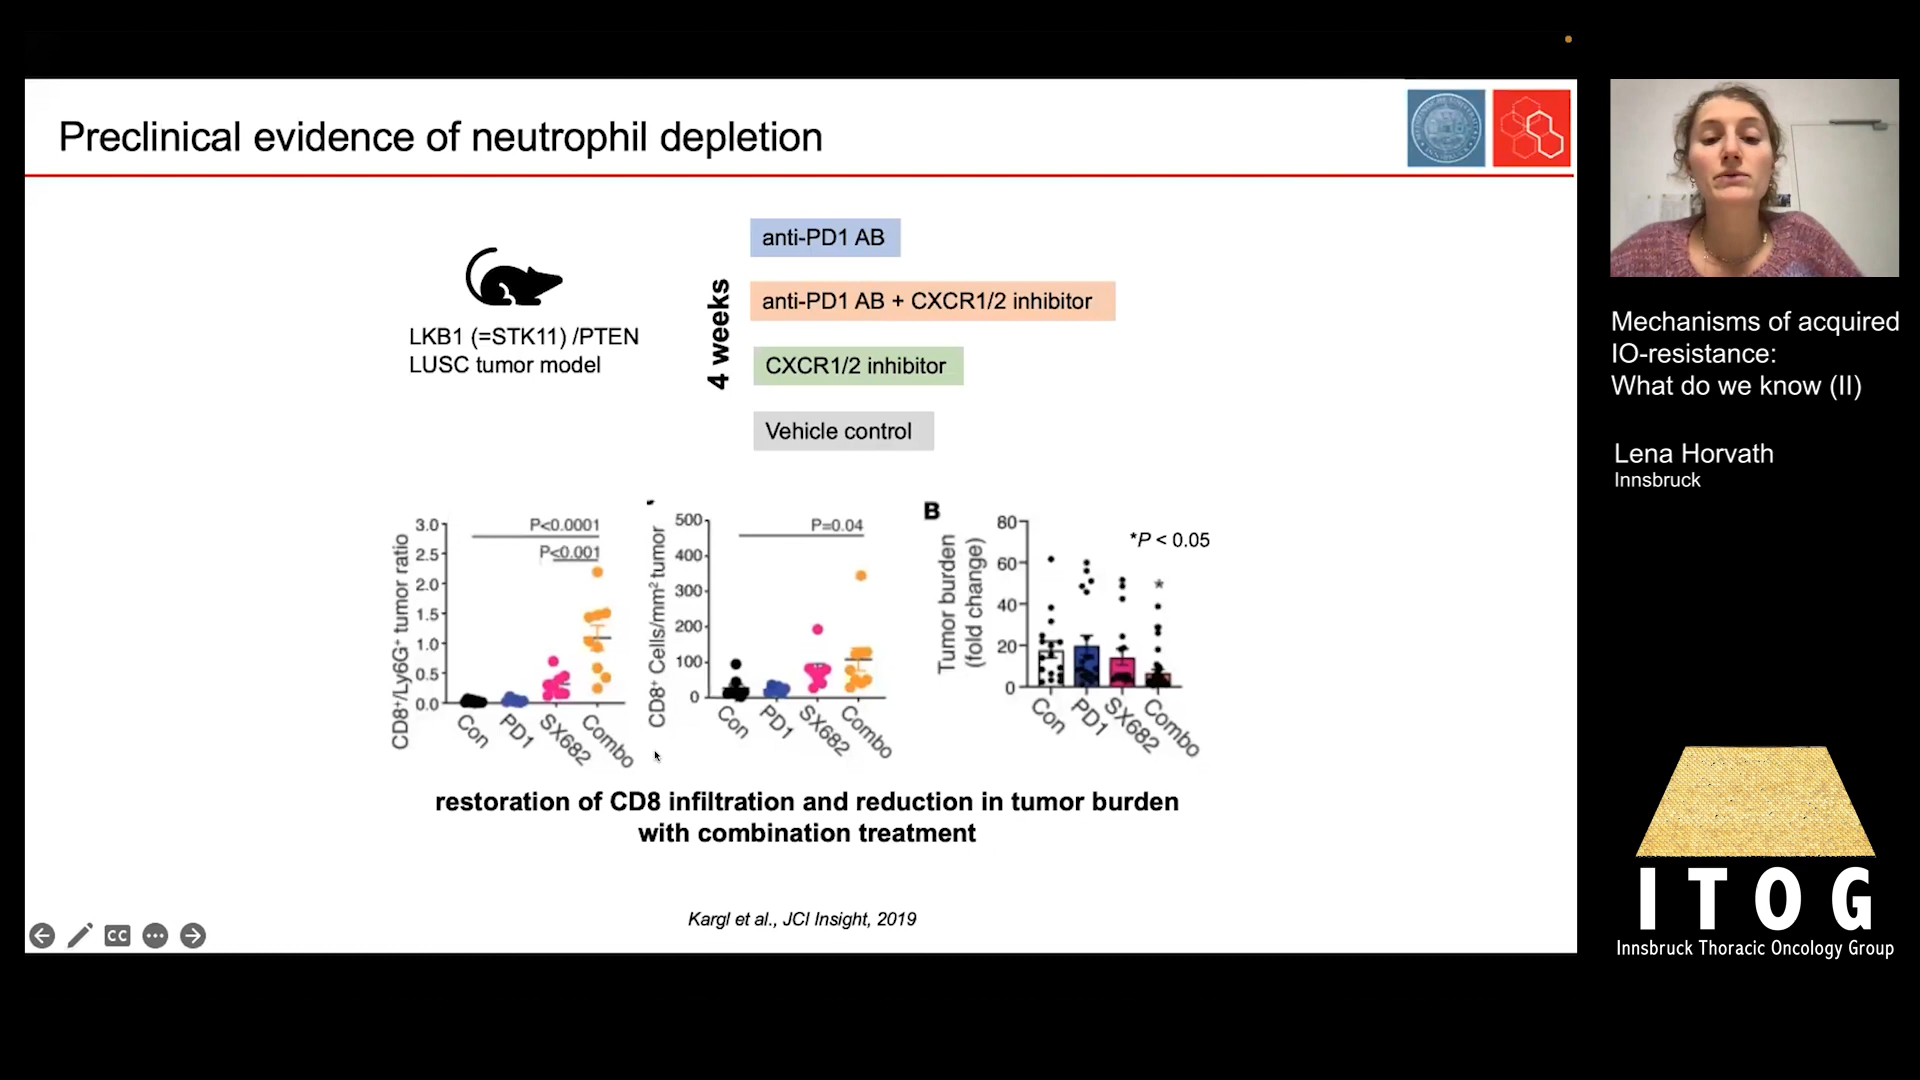 Preclinical evidence of neutrophil depletion
LKB1 (=STK11) /PTEN
LUSC tumor model
4 weeks
anti-PD1 AB
anti-PD1 AB + CXCR1/2 inhibitor
CXCR1/2 inhibitor
Vehicle control
CD8⁺/Ly6G⁺ tumor ratio
3.0
2.5
2.0
1.5
1.0
0.5
0.0
P<0.0001
P<0.001
Con
PD1
SX682
Combo
CD8⁺ Cells/mm² tumor
500
400
300
200
100
0
P=0.04
Con
PD1
SX682
Combo
B
Tumor burden
(fold change)
80
60
40
20
0
*P < 0.05
*
Con
PD1
SX682
Combo
restoration of CD8 infiltration and reduction in tumor burden
with combination treatment
Kargl et al., JCI Insight, 2019
CC
Mechanisms of acquired
IO-resistance:
What do we know (II)
Lena Horvath
Innsbruck
ITOG
Innsbruck Thoracic Oncology Group